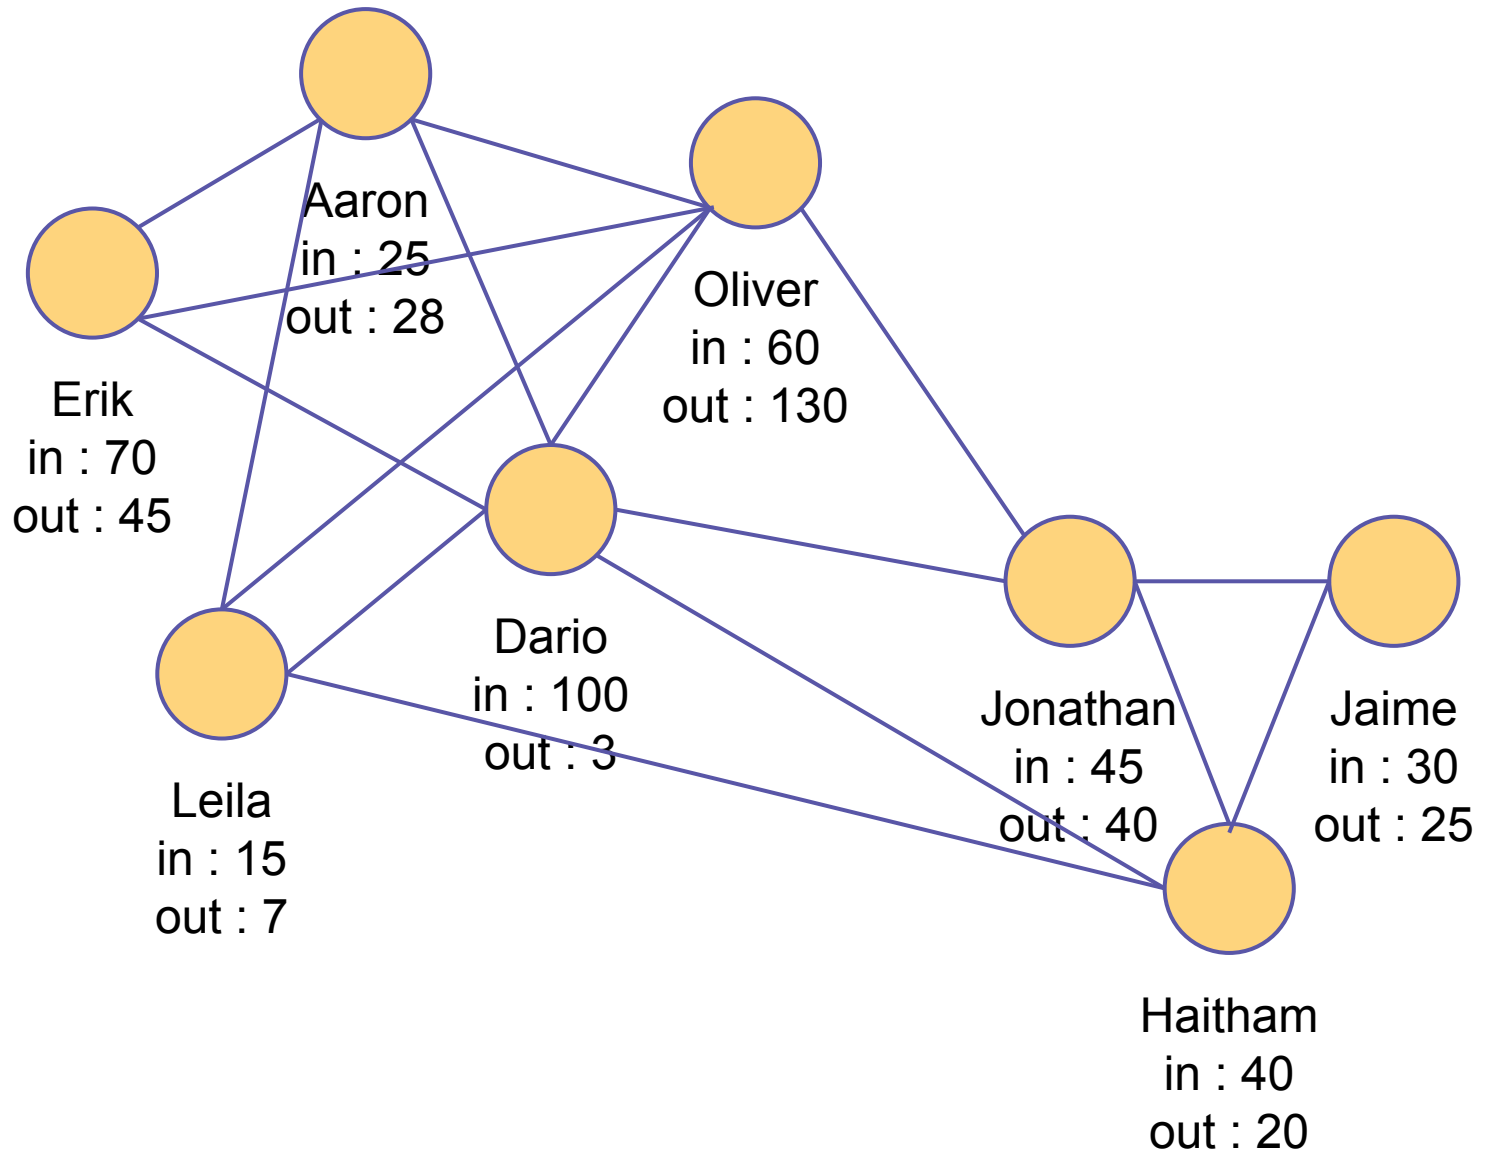 Aaron
in : 25
out : 28
Oliver
in : 60
out : 130
Erik
in : 70
out : 45
Dario
in : 100
out : 3
Jonathan
in : 45
out : 40
Jaime
in : 30
out : 25
Leila
in : 15
out : 7
Haitham
in : 40
out : 20